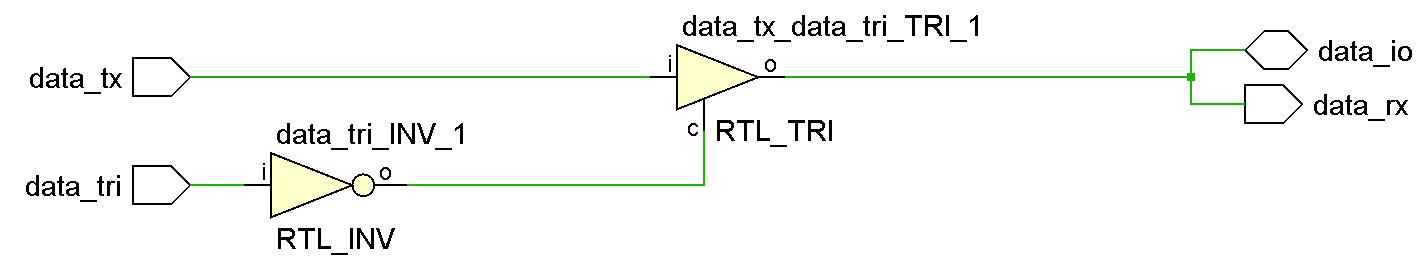 data_tx_data_tri_TRI_1
data_tx
i
o
data_io
data_rx
c
RTL_TRI
data_tri_INV_1
data_tri
i
o
RTL_INV